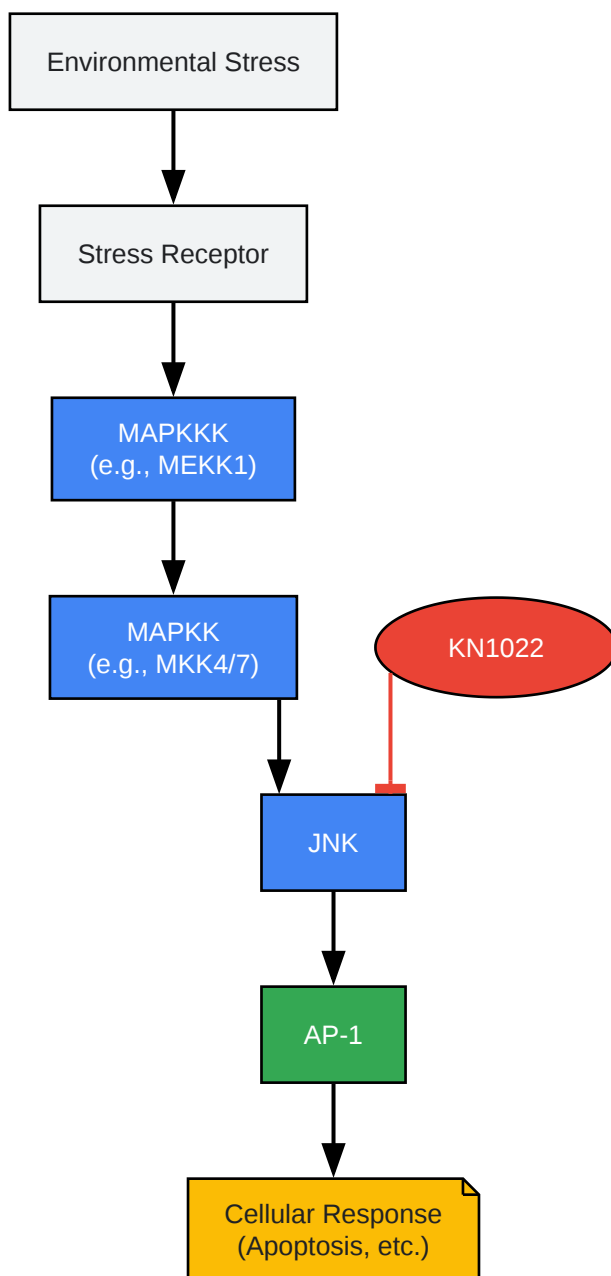 Environmental Stress
Stress Receptor
MAPKKK
(e.g., MEKK1)
MAPKK
(e.g., MKK4/7)
KN1022
JNK
AP-1
Cellular Response
(Apoptosis, etc.)